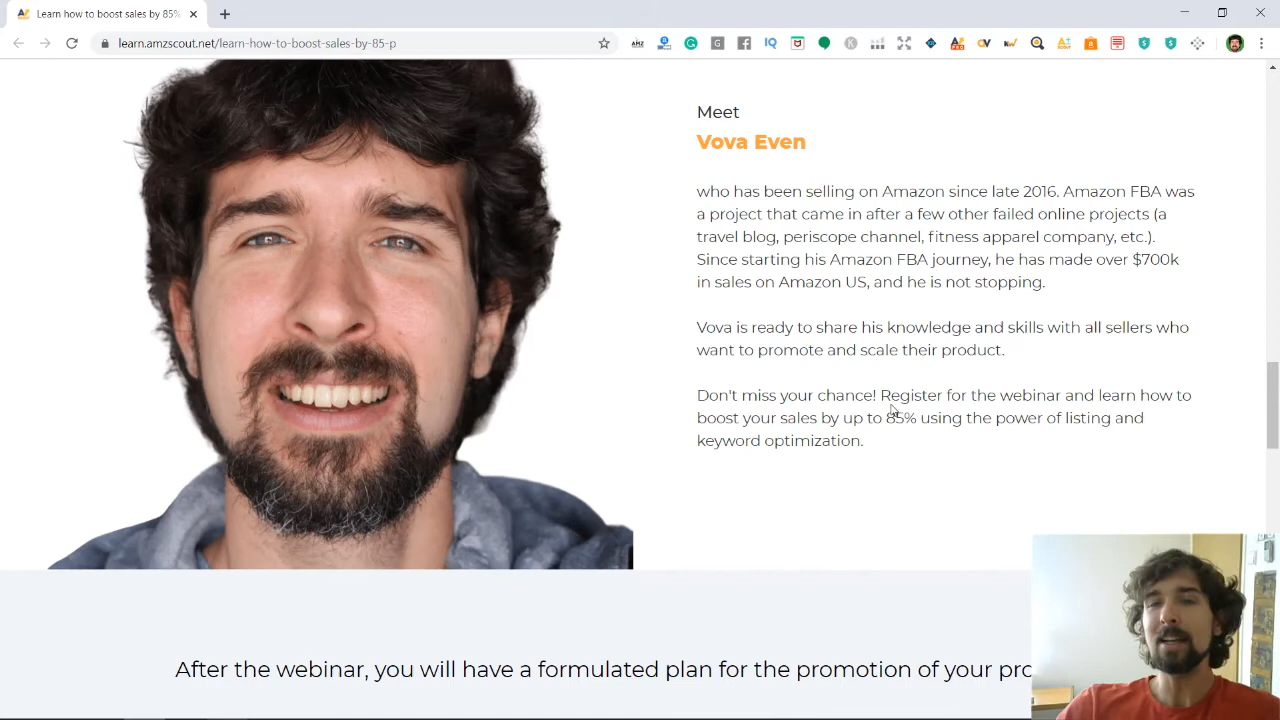 Learn how to boost sales by 85%
learn.amzscout.net/learn-how-to-boost-sales-by-85-p
Meet
Vova Even
who has been selling on Amazon since late 2016. Amazon FBA was
a project that came in after a few other failed online projects (a
travel blog, periscope channel, fitness apparel company, etc.).
Since starting his Amazon FBA journey, he has made over $700k
in sales on Amazon US, and he is not stopping.
Vova is ready to share his knowledge and skills with all sellers who
want to promote and scale their product.
Don't miss your chance! Register for the webinar and learn how to
boost your sales by up to 85% using the power of listing and
keyword optimization.
After the webinar, you will have a formulated plan for the promotion of your pro